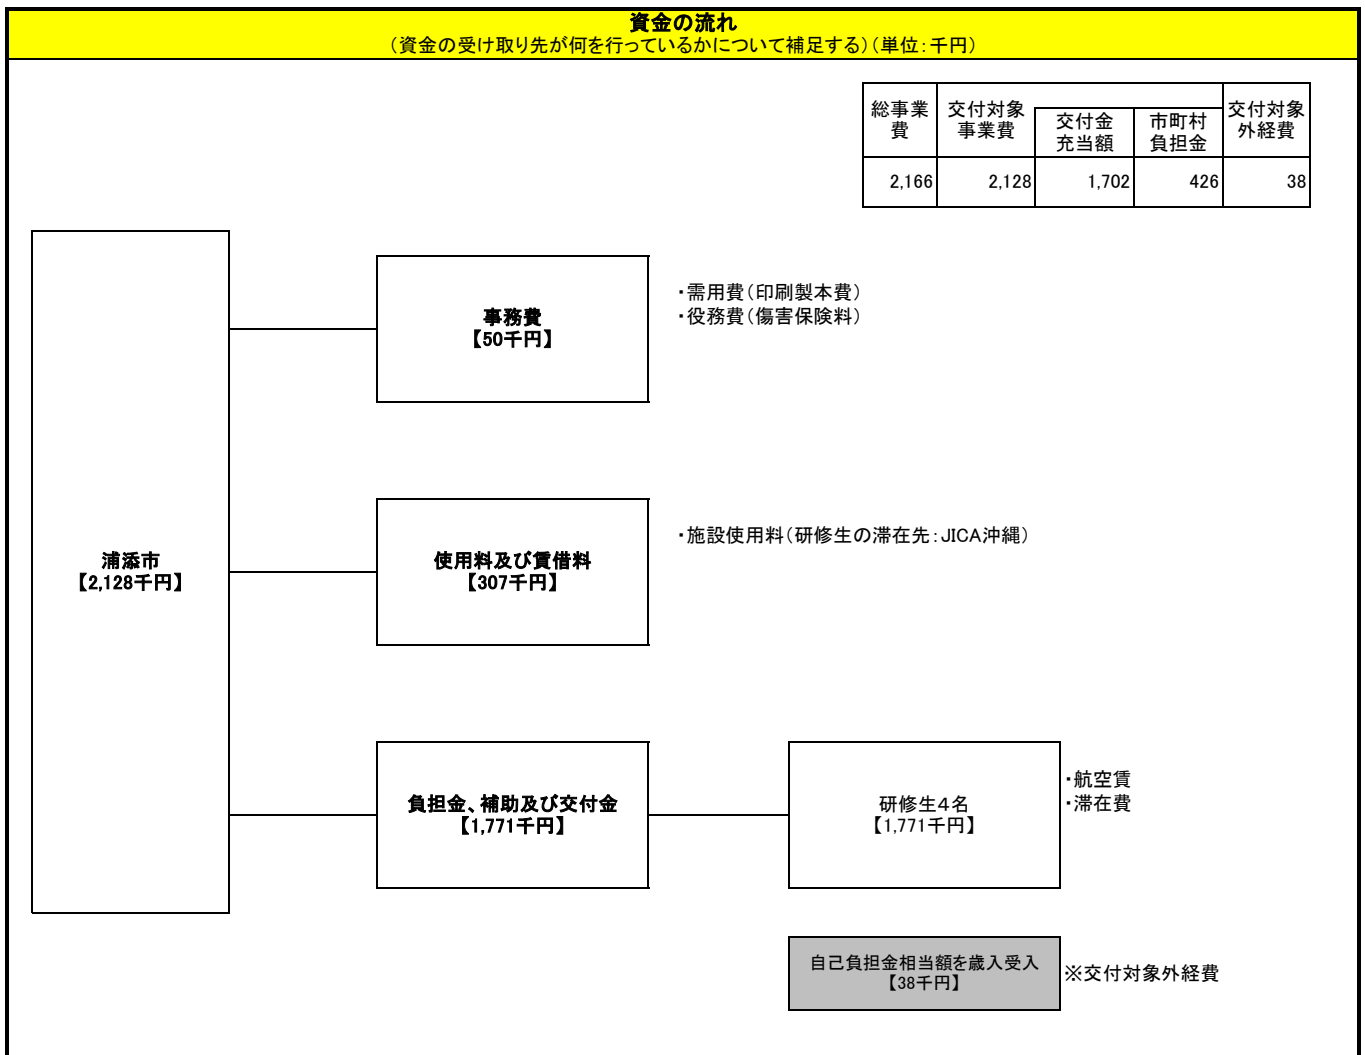 資金の流れ
（資金の受け取り先が何を行っているかについて補足する）（単位：千円）
総事業
費
交付対象
事業費
交付金
充当額
市町村
負担金
交付対象
外経費
2,166
2,128
1,702
426
38
事務費
【50千円】
・需用費（印刷製本費）
・役務費（傷害保険料）
浦添市
【2,128千円】
使用料及び賃借料
【307千円】
・施設使用料（研修生の滞在先：JICA沖縄）
負担金、補助及び交付金
【1,771千円】
研修生４名
【1,771千円】
・航空賃
・滞在費
自己負担金相当額を歳入受入
【38千円】
※交付対象外経費